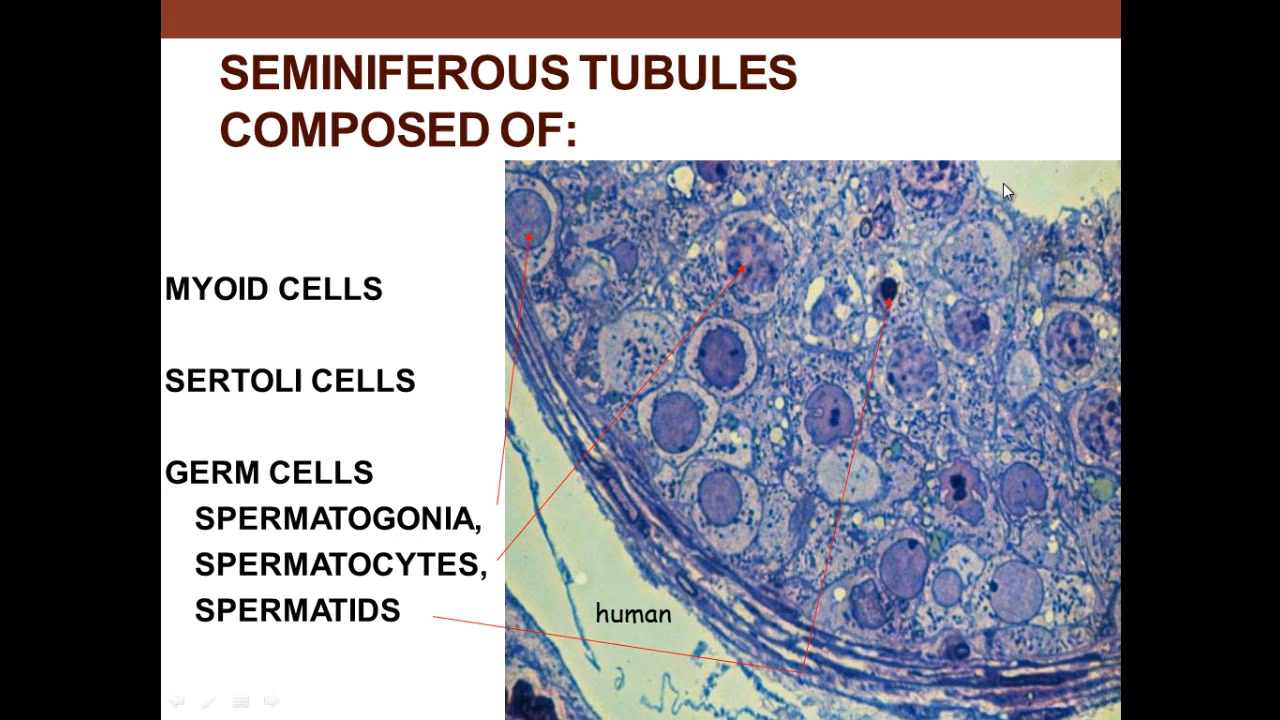 SEMINIFEROUS TUBULES
COMPOSED OF:
MYOID CELLS
SERTOLI CELLS
GERM CELLS
SPERMATOGONIA,
SPERMATOCYTES,
SPERMATIDS
human